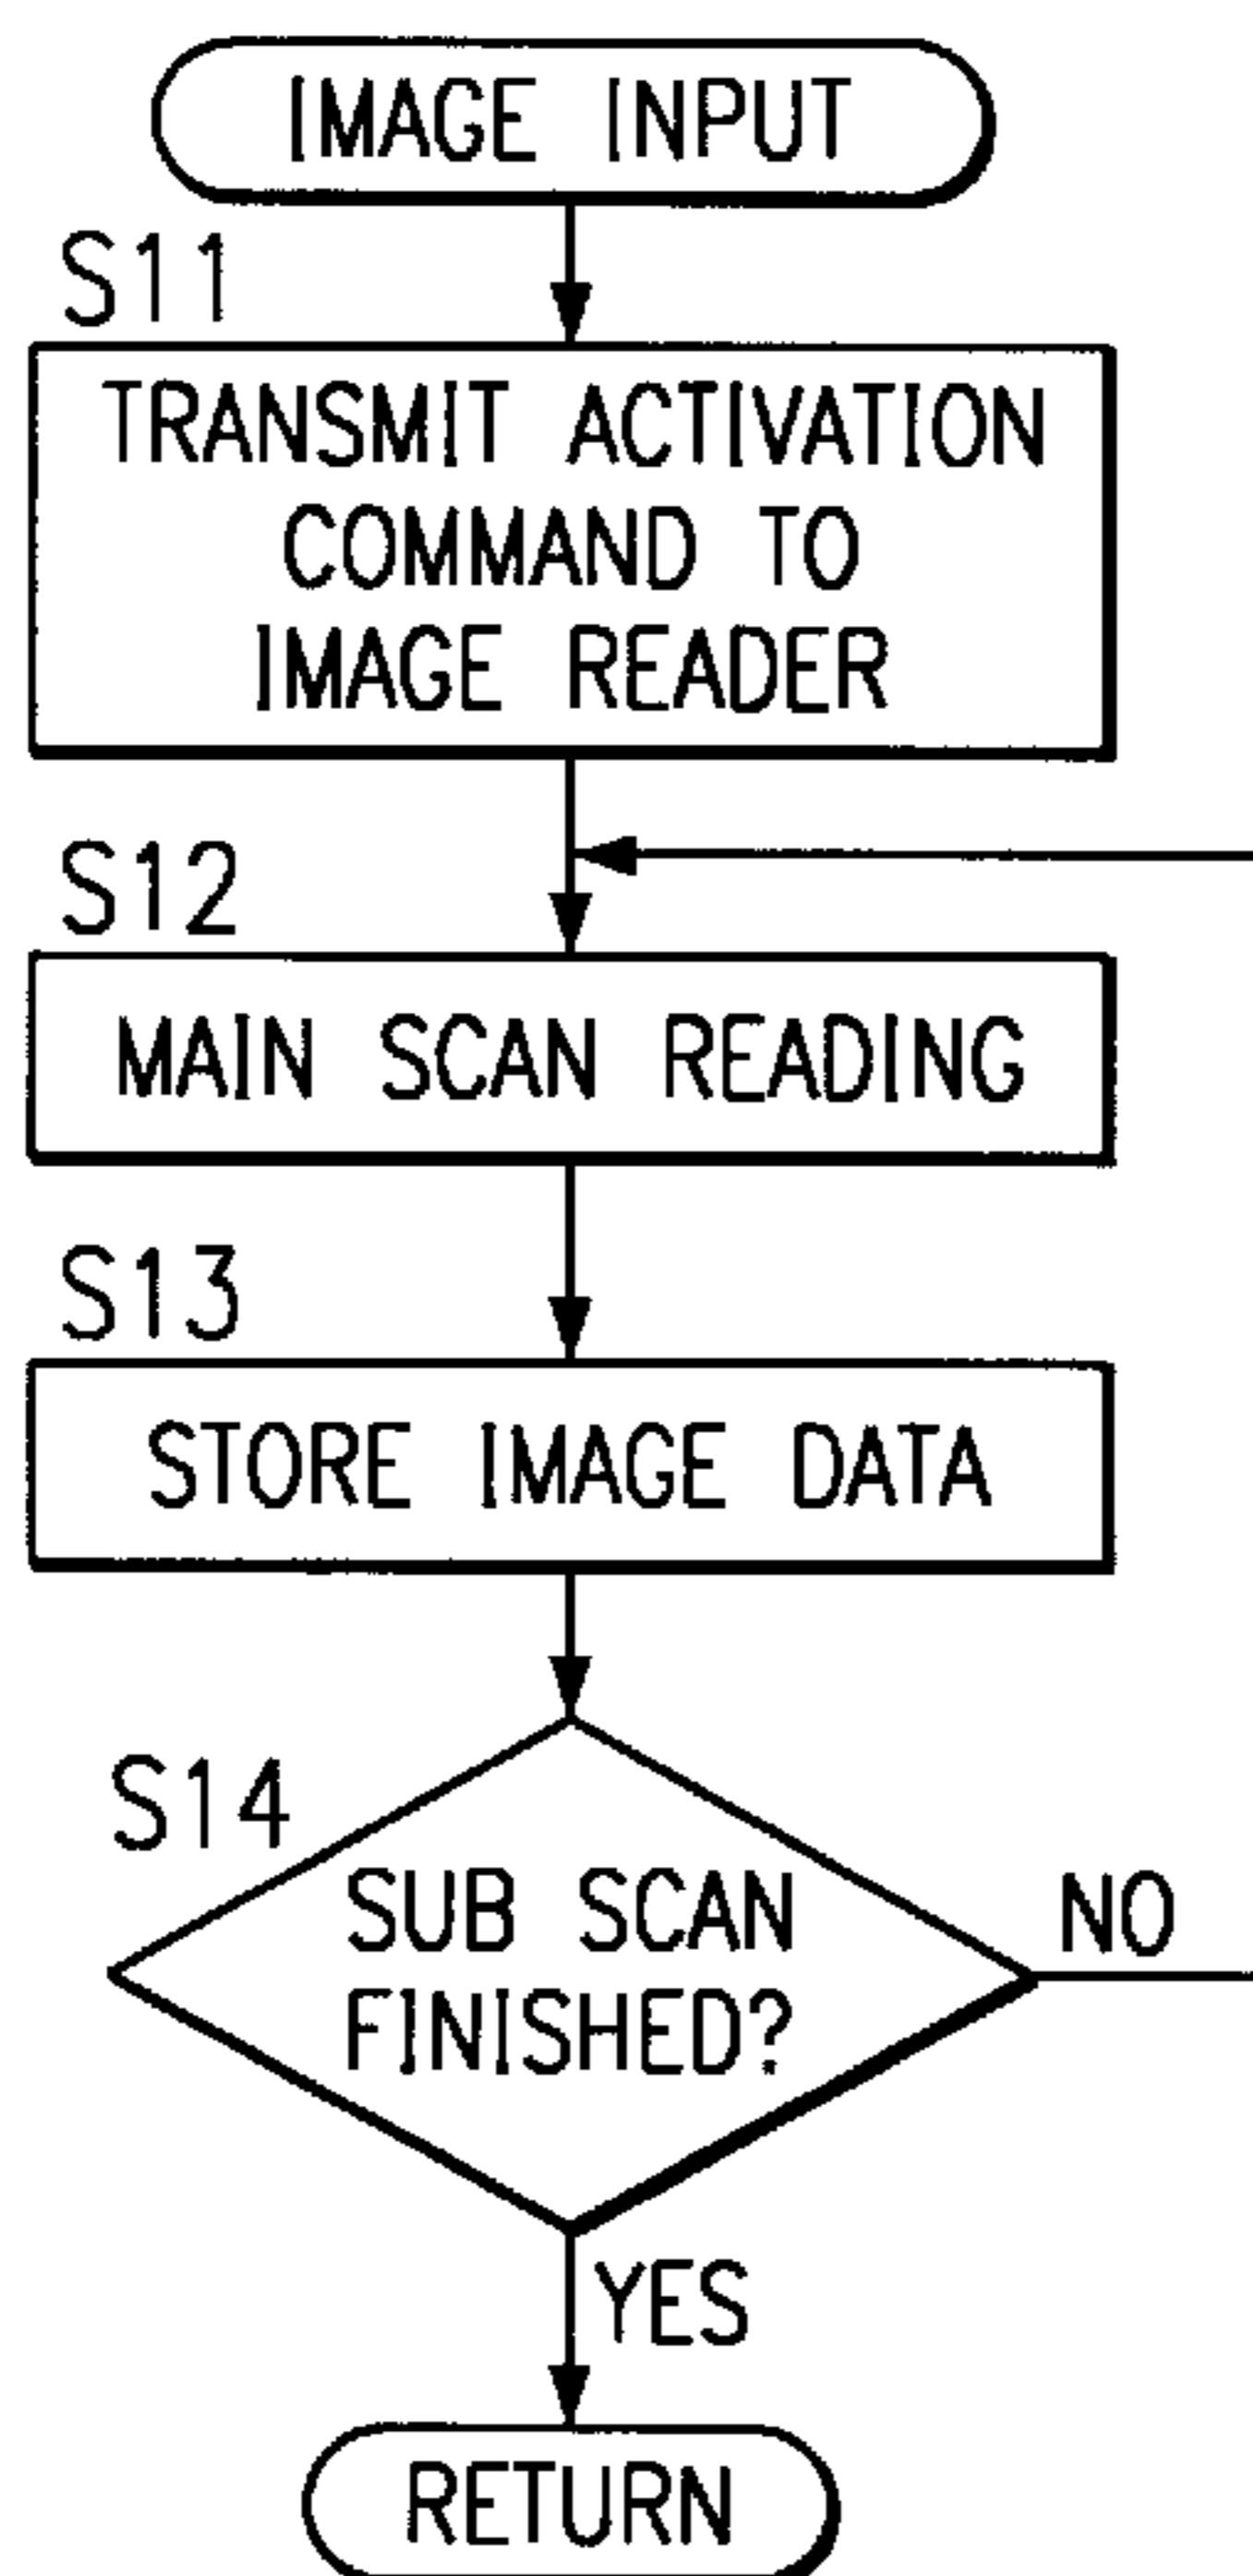 IMAGE INPUT
S11
TRANSMIT ACTIVATION
COMMAND TO
IMAGE READER
S12
MAIN SCAN READING
S13
STORE IMAGE DATA
S14
SUB SCAN
FINISHED?
NO
YES
RETURN